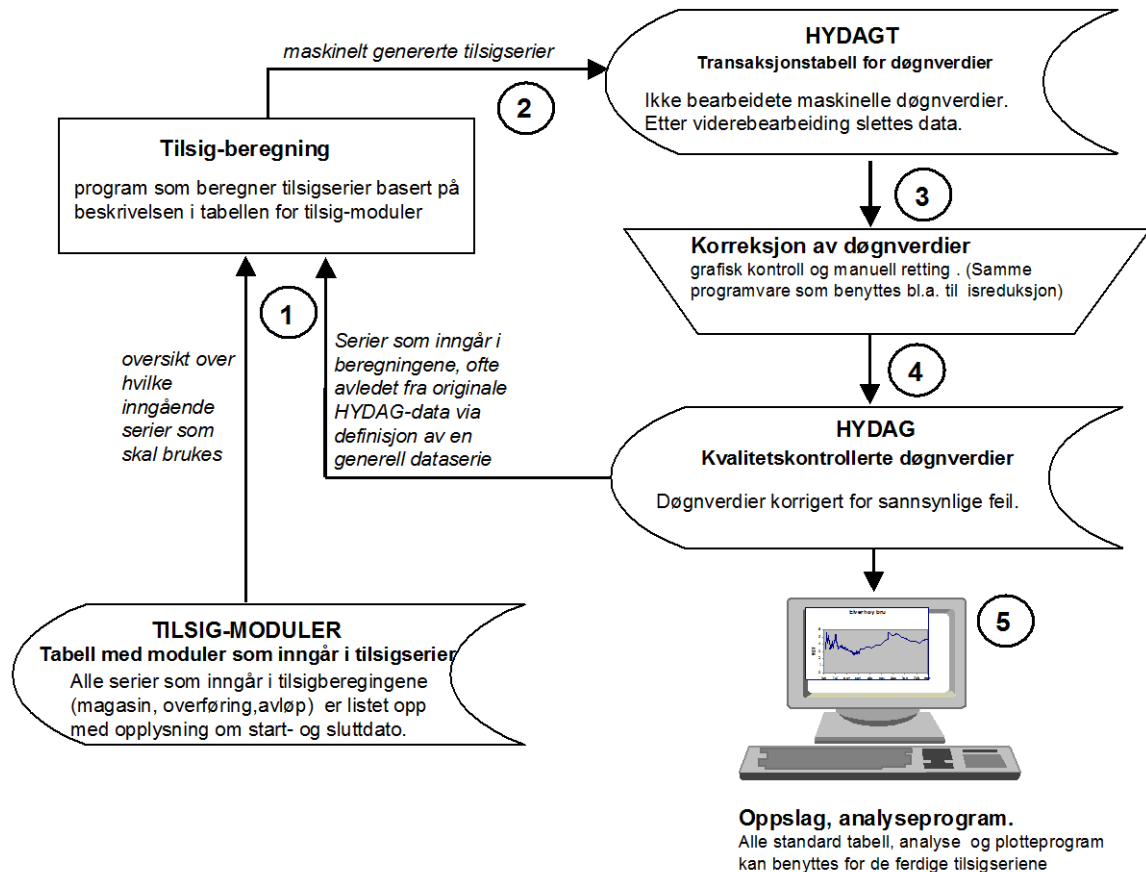 maskinelt genererte tilsigserier
2
HYDAGT
Transaksjonstabell for døgnverdier
Ikke bearbeidete maskinelle døgnverdier.
Etter viderebearbeiding slettes data.
Tilsig-beregning
program som beregner tilsigserier basert på
beskrivelsen i tabellen for tilsig-moduler
3
Korreksjon av døgnverdier
grafisk kontroll og manuell retting . (Samme
programvare som benyttes bl.a. til isreduksjon)
1
oversikt over
hvilke
inngående
serier som
skal brukes
Serier som inngår i
beregningene, ofte
avledet fra originale
HYDAG-data via
definisjon av en
generell dataserie
4
HYDAG
Kvalitetskontrollerte døgnverdier
Døgnverdier korrigert for sannsynlige feil.
TILSIG-MODULER
Tabell med moduler som inngår i tilsigserier
Alle serier som inngår i tilsigberegingene
(magasin, overføring,avløp) er listet opp
med opplysning om start- og sluttdato.
5
Oppslag, analyseprogram.
Alle standard tabell, analyse og plotteprogram
kan benyttes for de ferdige tilsigseriene